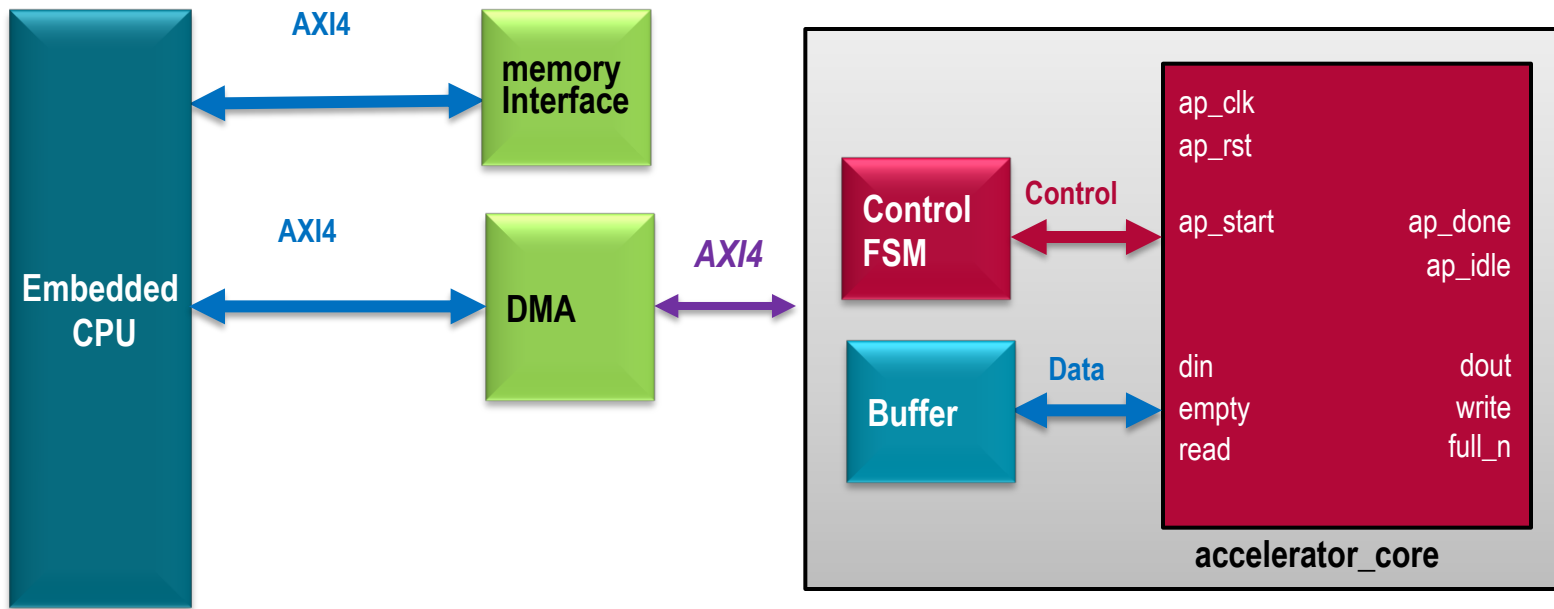 Embedded
CPU
AXI4
memory
Interface
AXI4
DMA
AXI4
Control
FSM
Control
Buffer
Data
ap_clk
ap_rst
ap_start ap_done
ap_idle
din dout
empty write
read full_n
accelerator_core